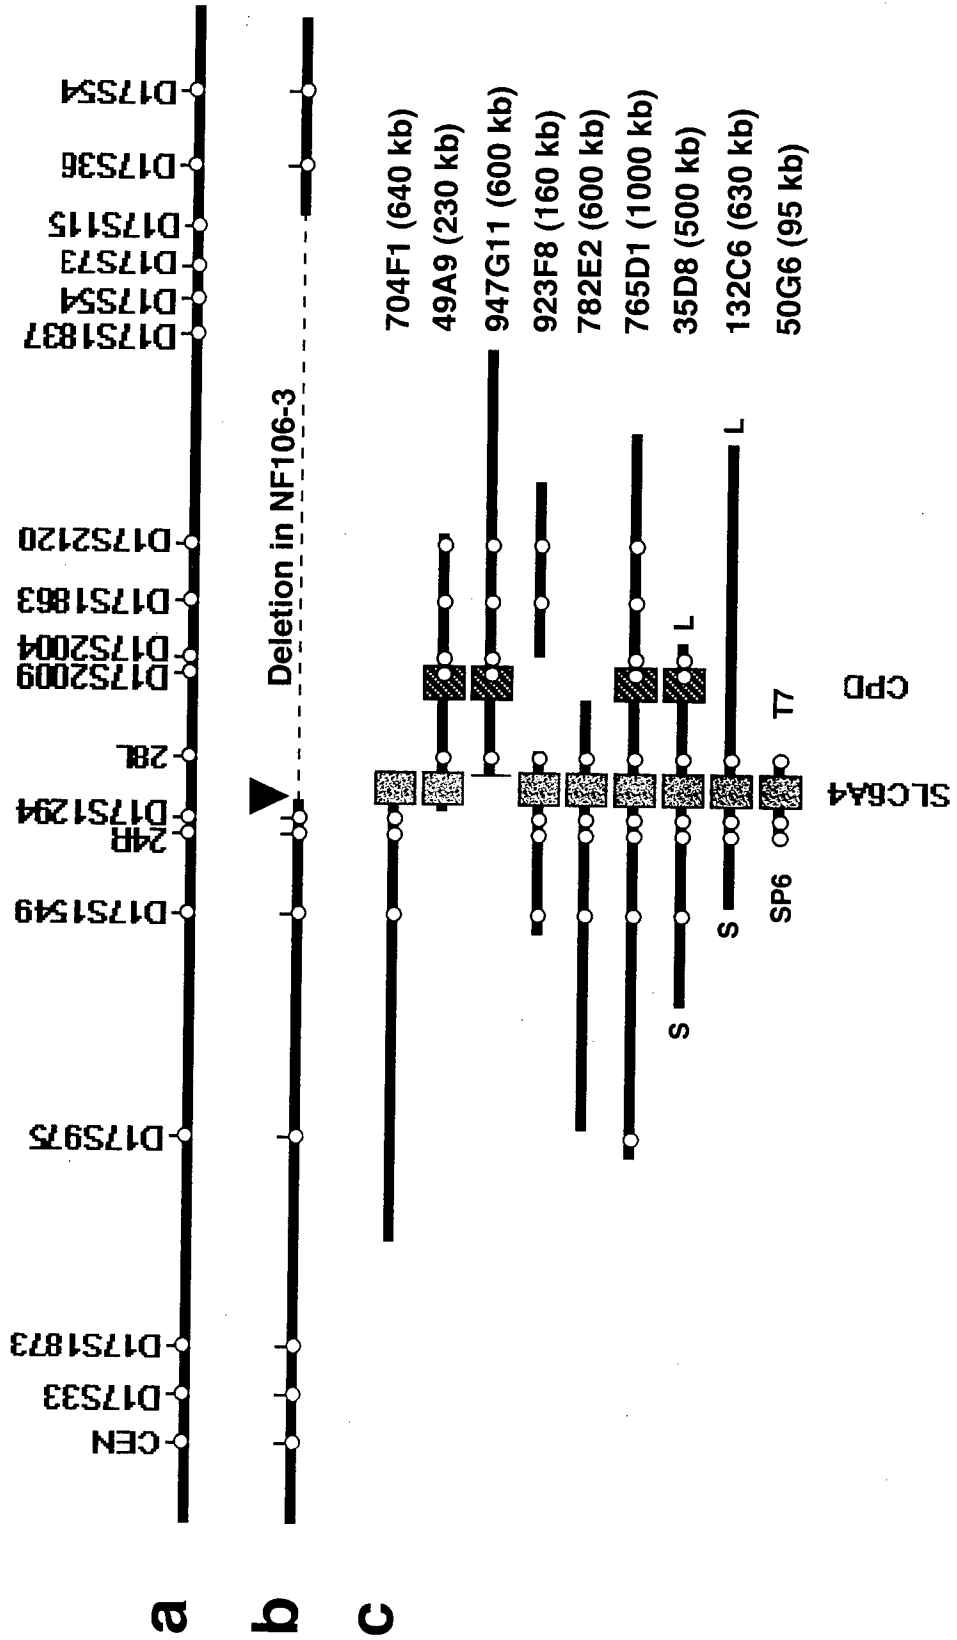 a
CEN
D17S33
D17S1873
D17S975
D17S1549
24R
D17S1294
28L
D17S2009
D17S2004
D17S1863
D17S2120
D17S1837
D17S54
D17S73
D17S115
D17S36
D17S54
b
Deletion in NF106-3
c
704F1 (640 kb)
49A9 (230 kb)
947G11 (600 kb)
923F8 (160 kb)
782E2 (600 kb)
765D1 (1000 kb)
S
L
35D8 (500 kb)
S
L
132C6 (630 kb)
SP6
T7
50G6 (95 kb)
SLC6A4
CPD